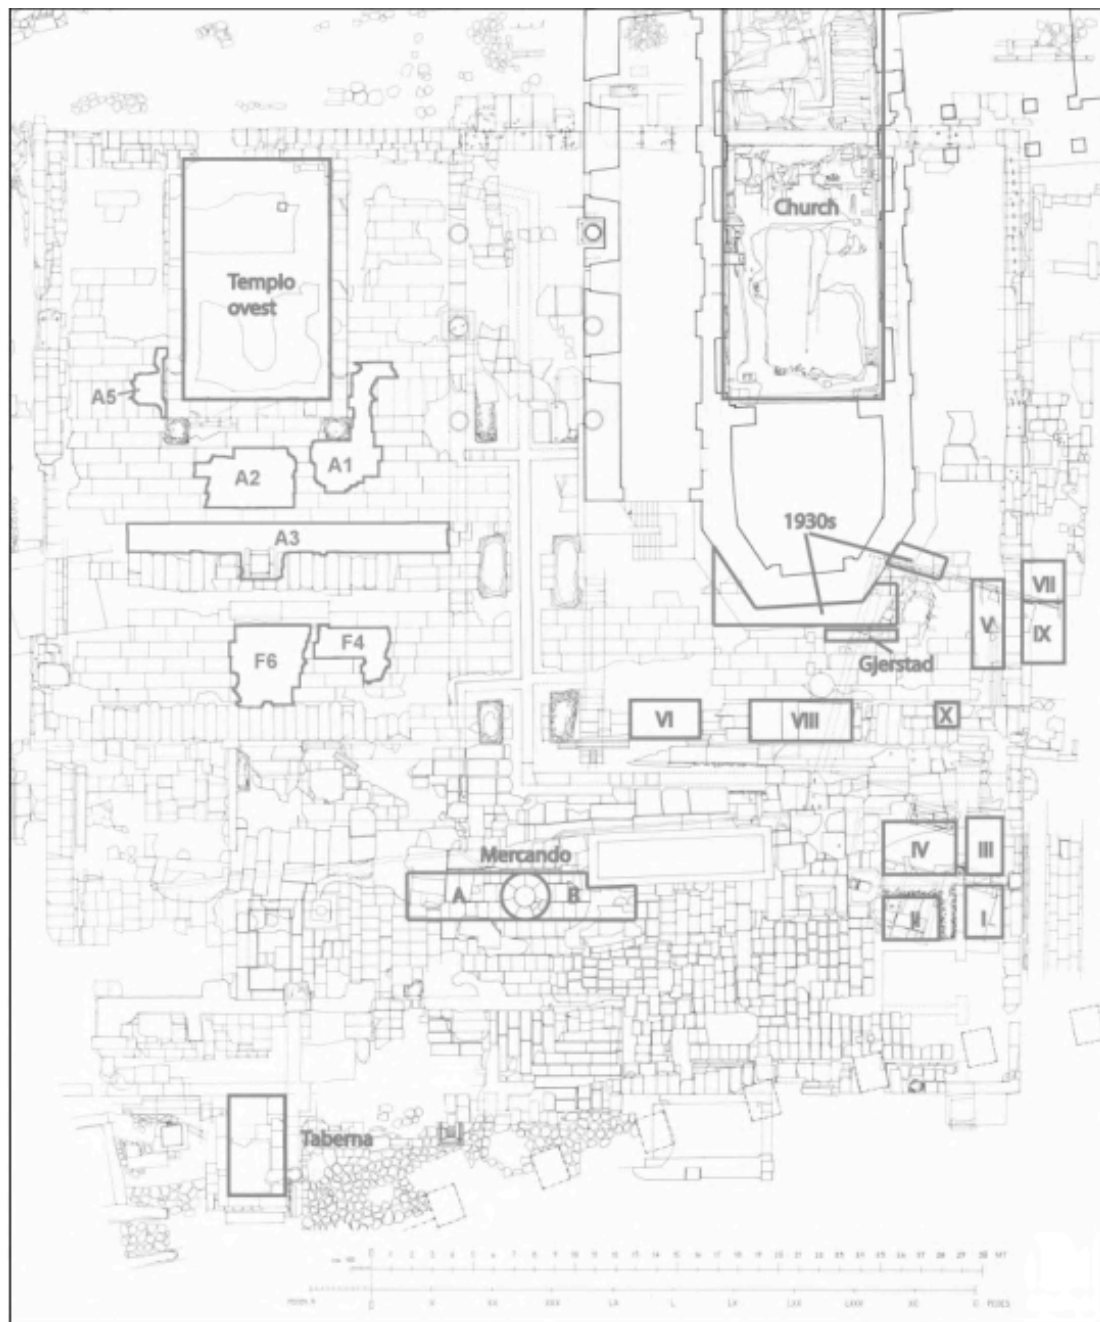 Church
Templo
ovest
A5
A1
A2
1930s
A3
VII
V
IX
F6
F4
Gjerstad
X
VI
VIII
IV
III
Mercando
A
B
II
I
Taberna